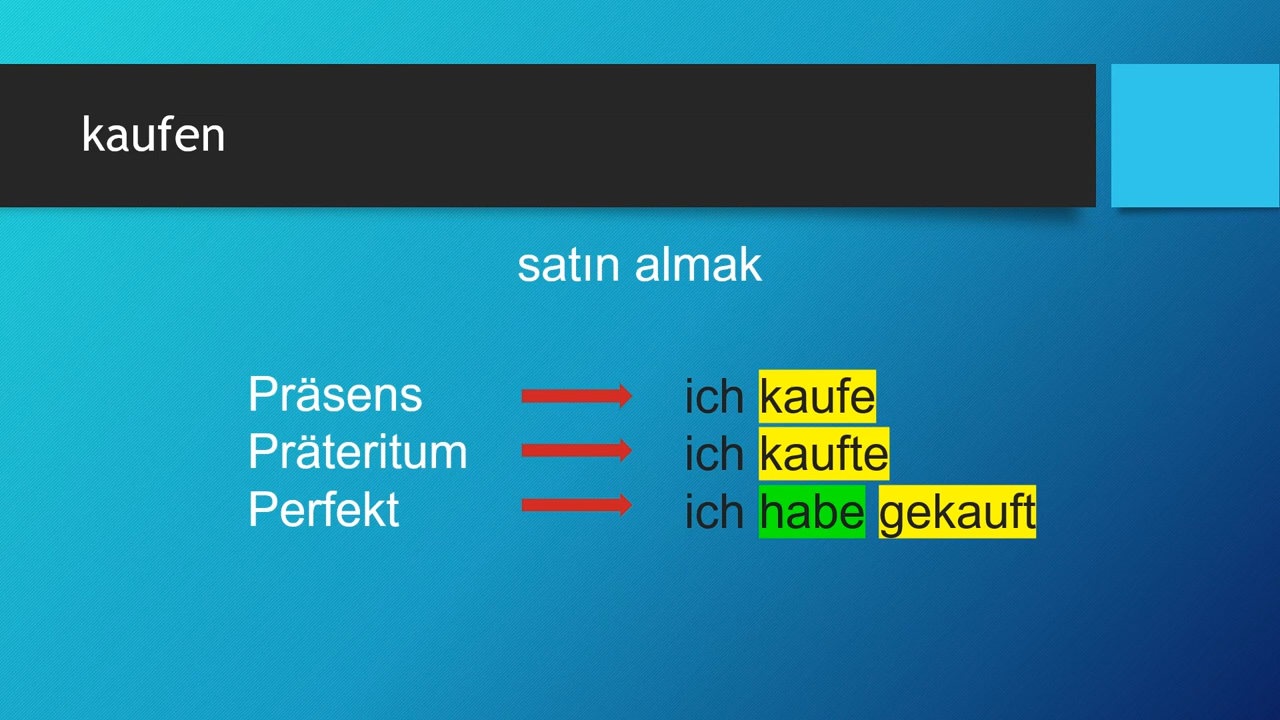 kaufen
satın almak
Präsens ich kaufe
Präteritum ich kaufte
Perfekt ich habe gekauft